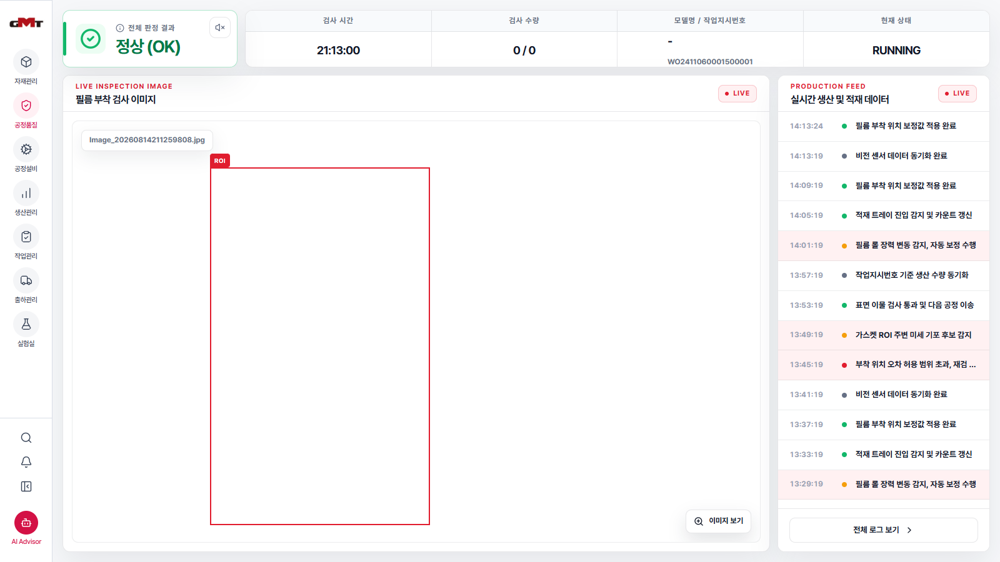 GMT
자재관리
공정품질
공정설비
생산관리
작업관리
출하관리
실험실
AI Advisor
전체 판정 결과
정상 (OK)
검사 시간
21:13:00
검사 수량
0 / 0
모델명 / 작업지시번호
-
WO2411060001500001
현재 상태
RUNNING
LIVE INSPECTION IMAGE
필름 부착 검사 이미지
LIVE
Image_20260814211259808.jpg
ROI
이미지 보기
PRODUCTION FEED
실시간 생산 및 적재 데이터
LIVE
14:13:24 필름 부착 위치 보정값 적용 완료
14:13:19 비전 센서 데이터 동기화 완료
14:09:19 필름 부착 위치 보정값 적용 완료
14:05:19 적재 트레이 진입 감지 및 카운트 갱신
14:01:19 필름 롤 장력 변동 감지, 자동 보정 수행
13:57:19 작업지시번호 기준 생산 수량 동기화
13:53:19 표면 이물 검사 통과 및 다음 공정 이송
13:49:19 가스켓 ROI 주변 미세 기포 후보 감지
13:45:19 부착 위치 오차 허용 범위 초과, 재검 ...
13:41:19 비전 센서 데이터 동기화 완료
13:37:19 필름 부착 위치 보정값 적용 완료
13:33:19 적재 트레이 진입 감지 및 카운트 갱신
13:29:19 필름 롤 장력 변동 감지, 자동 보정 수행
전체 로그 보기